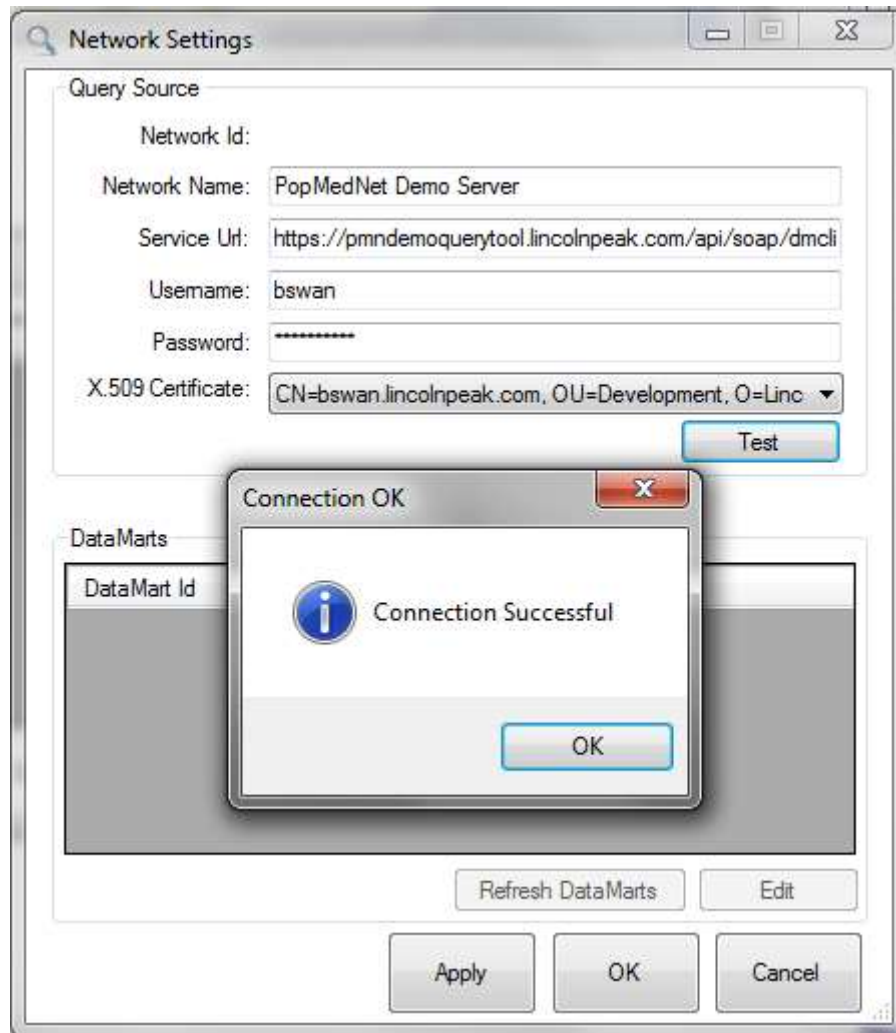 Network Settings
Query Source
Network Id:
Network Name: PopMedNet Demo Server
Service Url: https://pmndemoquerytool.lincolnpeak.com/api/soap/dmcli
Username: bswan
Password: **********
X.509 Certificate: CN=bswan.lincolnpeak.com, OU=Development, O=Linc
Test
Connection OK
DataMarts
DataMart Id
Connection Successful
OK
Refresh DataMarts Edit
Apply OK Cancel